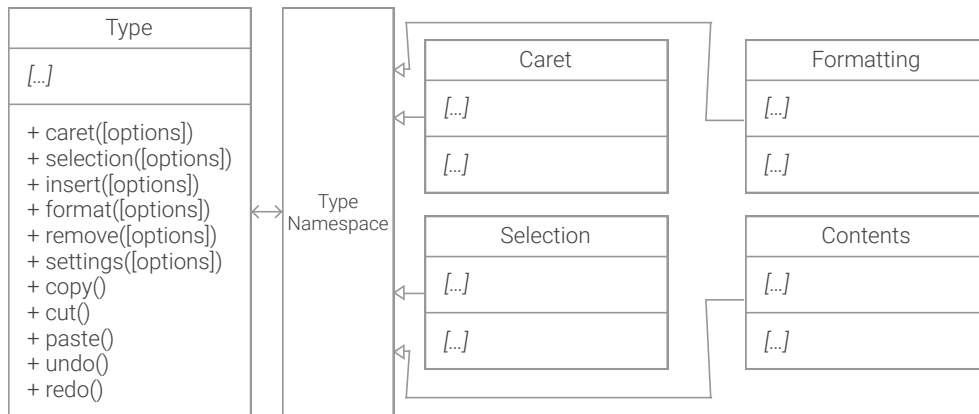 Type
[...]
+ caret([options])
+ selection([options])
+ insert([options])
+ format([options])
+ remove([options])
+ settings([options])
+ copy()
+ cut()
+ paste()
+ undo()
+ redo()
Type
Namespace
Caret
[...]
[...]
Formatting
[...]
[...]
Selection
[...]
[...]
Contents
[...]
[...]